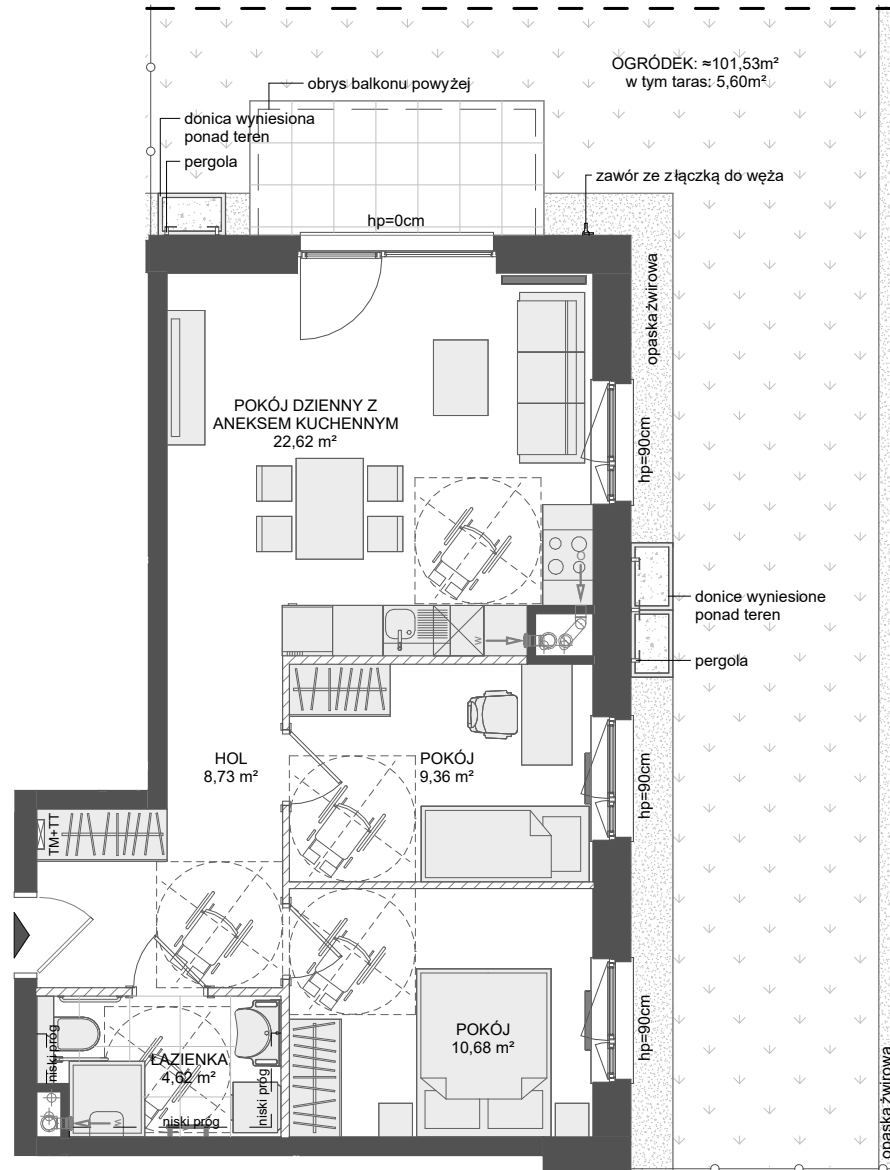 OGRÓDEK: ≈101,53m²
w tym taras: 5,60m²
obrys balkonu powyżej
donica wyniesiona
ponad teren
pergola
zawór ze złączką do węża
hp=0cm
opaska żwirowa
POKÓJ DZIENNY Z
ANEKSEM KUCHENNYM
22,62 m²
hp=90cm
donice wyniesione
ponad teren
pergola
W
HOL
8,73 m²
POKÓJ
9,36 m²
hp=90cm
TM+TT
POKÓJ
10,68 m²
hp=90cm
niski próg
ŁAZIENKA
4,62 m²
niski próg
niski próg
W
opaska żwirowa